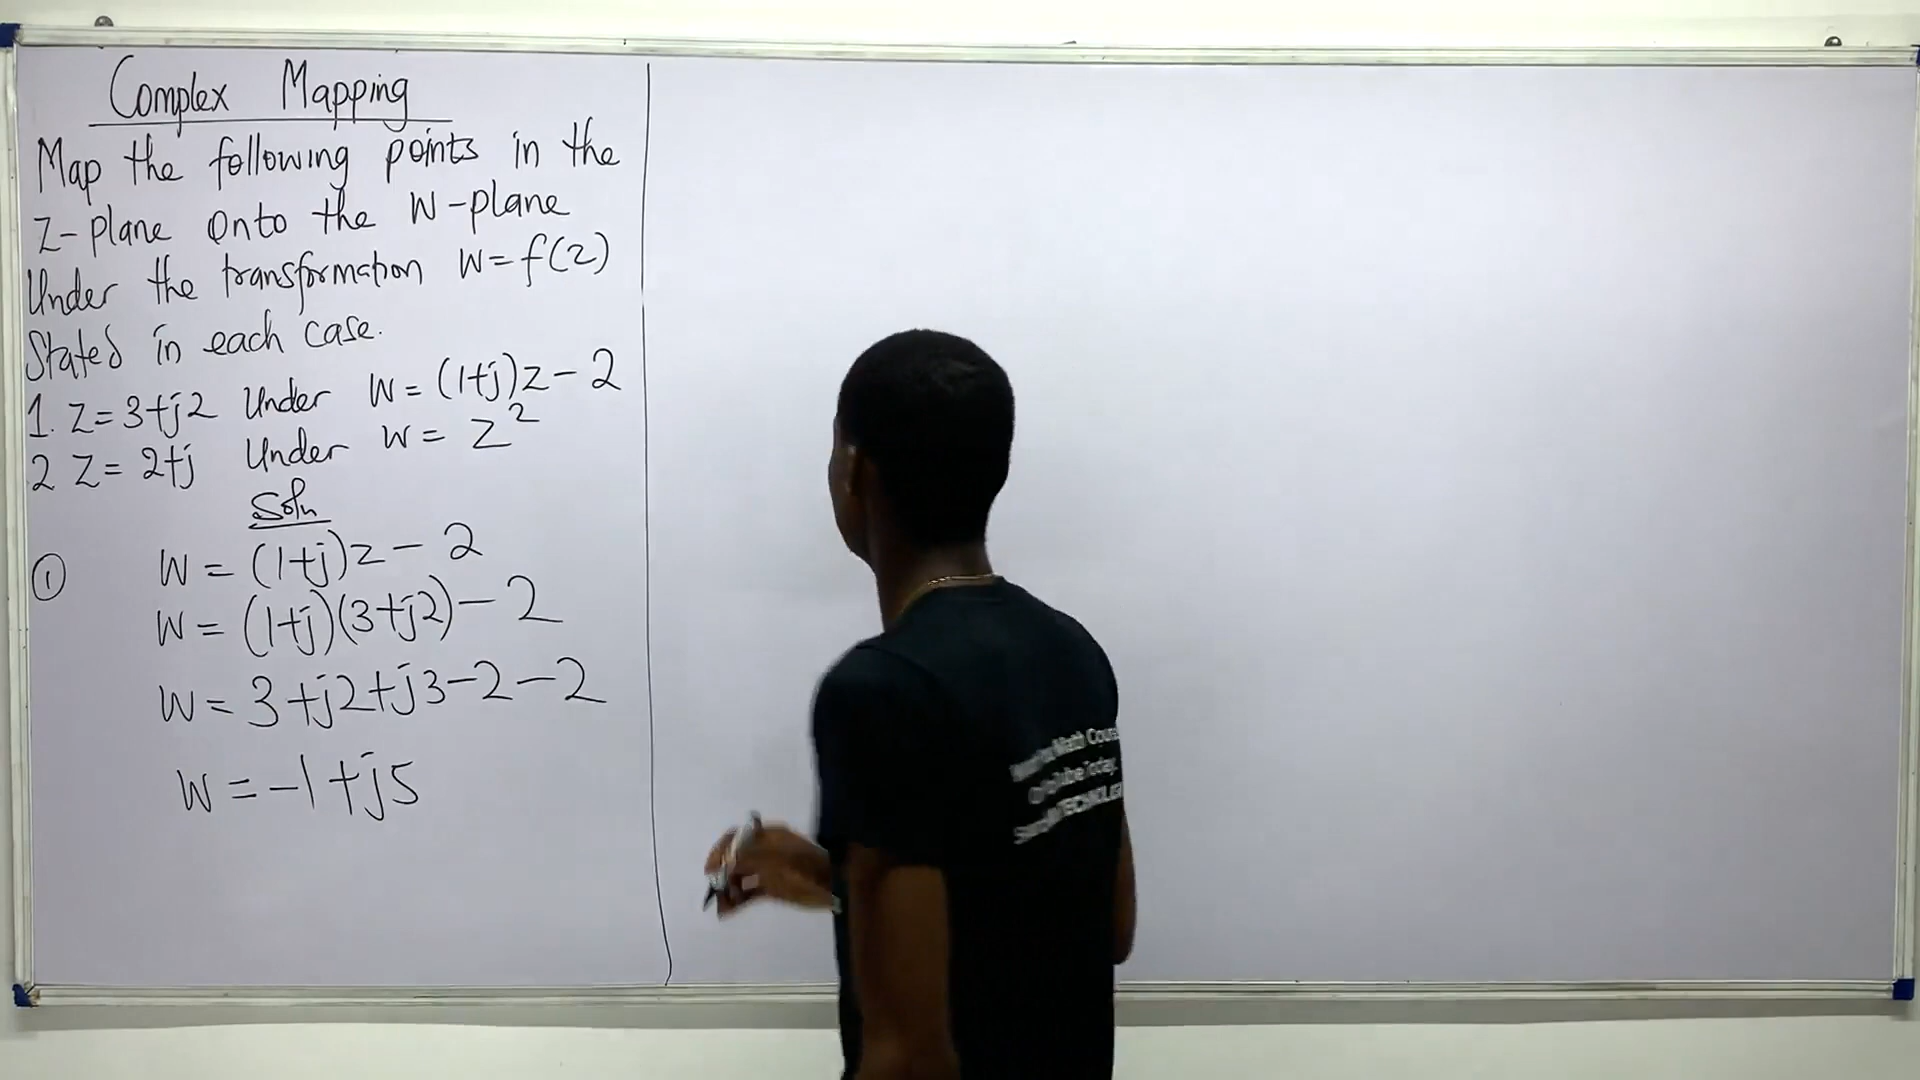 Complex Mapping
Map the following points in the
Z-plane onto the W-plane
Under the transformation W=f(z)
Stated in each case.
1. Z=3+j2 Under W=(1+j)z-2
2 Z=2+j Under W=z²
Soln
① W=(1+j)z-2
W=(1+j)(3+j2)-2
W=3+j2+j3-2-2
W=-1+j5
Math
Today